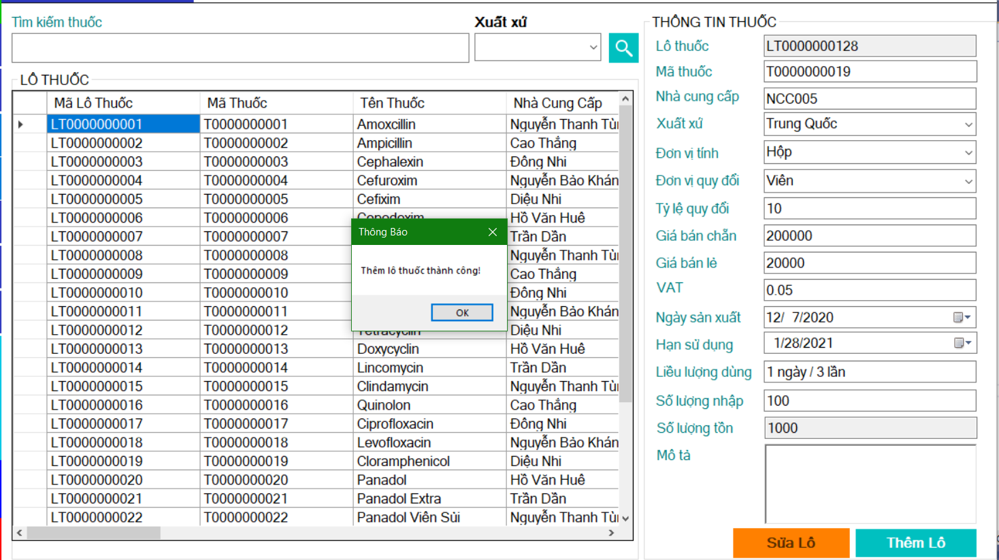 Tìm kiếm thuốc
Xuất xứ
LÔ THUỐC
Mã Lô Thuốc Mã Thuốc Tên Thuốc Nhà Cung Cấp
LT0000000001 T0000000001 Amoxcillin Nguyễn Thanh Tùn
LT0000000002 T0000000002 Ampicillin Cao Thắng
LT0000000003 T0000000003 Cephalexin Đông Nhi
LT0000000004 T0000000004 Cefuroxim Nguyễn Bảo Khán
LT0000000005 T0000000005 Cefixim Diệu Nhi
LT0000000006 T0000000006 Hồ Văn Huê
LT0000000007 T0000000007 Trần Dần
LT0000000008 T0000000008 Nguyễn Thanh Tùn
LT0000000009 T0000000009 Cao Thắng
LT0000000010 T0000000010 Đông Nhi
LT0000000011 T0000000011 Nguyễn Bảo Khán
LT0000000012 T0000000012 Tetracyclin Diệu Nhi
LT0000000013 T0000000013 Doxycyclin Hồ Văn Huê
LT0000000014 T0000000014 Lincomycin Trần Dần
LT0000000015 T0000000015 Clindamycin Nguyễn Thanh Tùn
LT0000000016 T0000000016 Quinolon Cao Thắng
LT0000000017 T0000000017 Ciprofloxacin Đông Nhi
LT0000000018 T0000000018 Levofloxacin Nguyễn Bảo Khán
LT0000000019 T0000000019 Cloramphenicol Diệu Nhi
LT0000000020 T0000000020 Panadol Hồ Văn Huê
LT0000000021 T0000000021 Panadol Extra Trần Dần
LT0000000022 T0000000022 Panadol Viên Sủi Nguyễn Thanh Tùn
Thông Báo
Thêm lô thuốc thành công!
OK
THÔNG TIN THUỐC
Lô thuốc LT0000000128
Mã thuốc T0000000019
Nhà cung cấp NCC005
Xuất xứ Trung Quốc
Đơn vị tính Hộp
Đơn vị quy đổi Viên
Tỷ lệ quy đổi 10
Giá bán chẵn 200000
Giá bán lẻ 20000
VAT 0.05
Ngày sản xuất 12/ 7/2020
Hạn sử dụng 1/28/2021
Liều lượng dùng 1 ngày / 3 lần
Số lượng nhập 100
Số lượng tồn 1000
Mô tả
Sửa Lô Thêm Lô